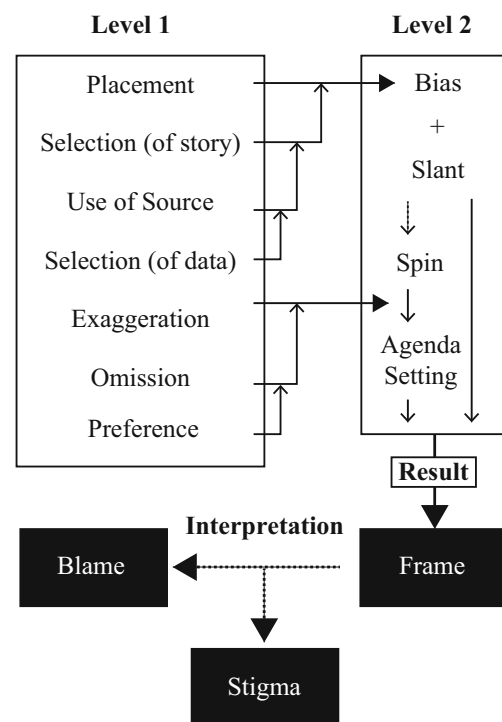 Level 1
Level 2
Placement
Selection (of story)
Use of Source
Selection (of data)
Exaggeration
Omission
Preference
Bias
+
Slant
Spin
Agenda
Setting
Result
Interpretation
Blame
Frame
Stigma